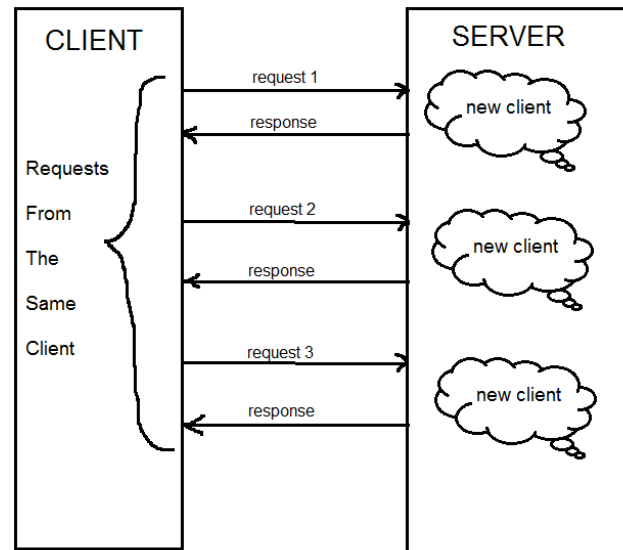 CLIENT
SERVER
request 1
new client
response
Requests
From
The
Same
Client
request 2
new client
response
request 3
new client
response